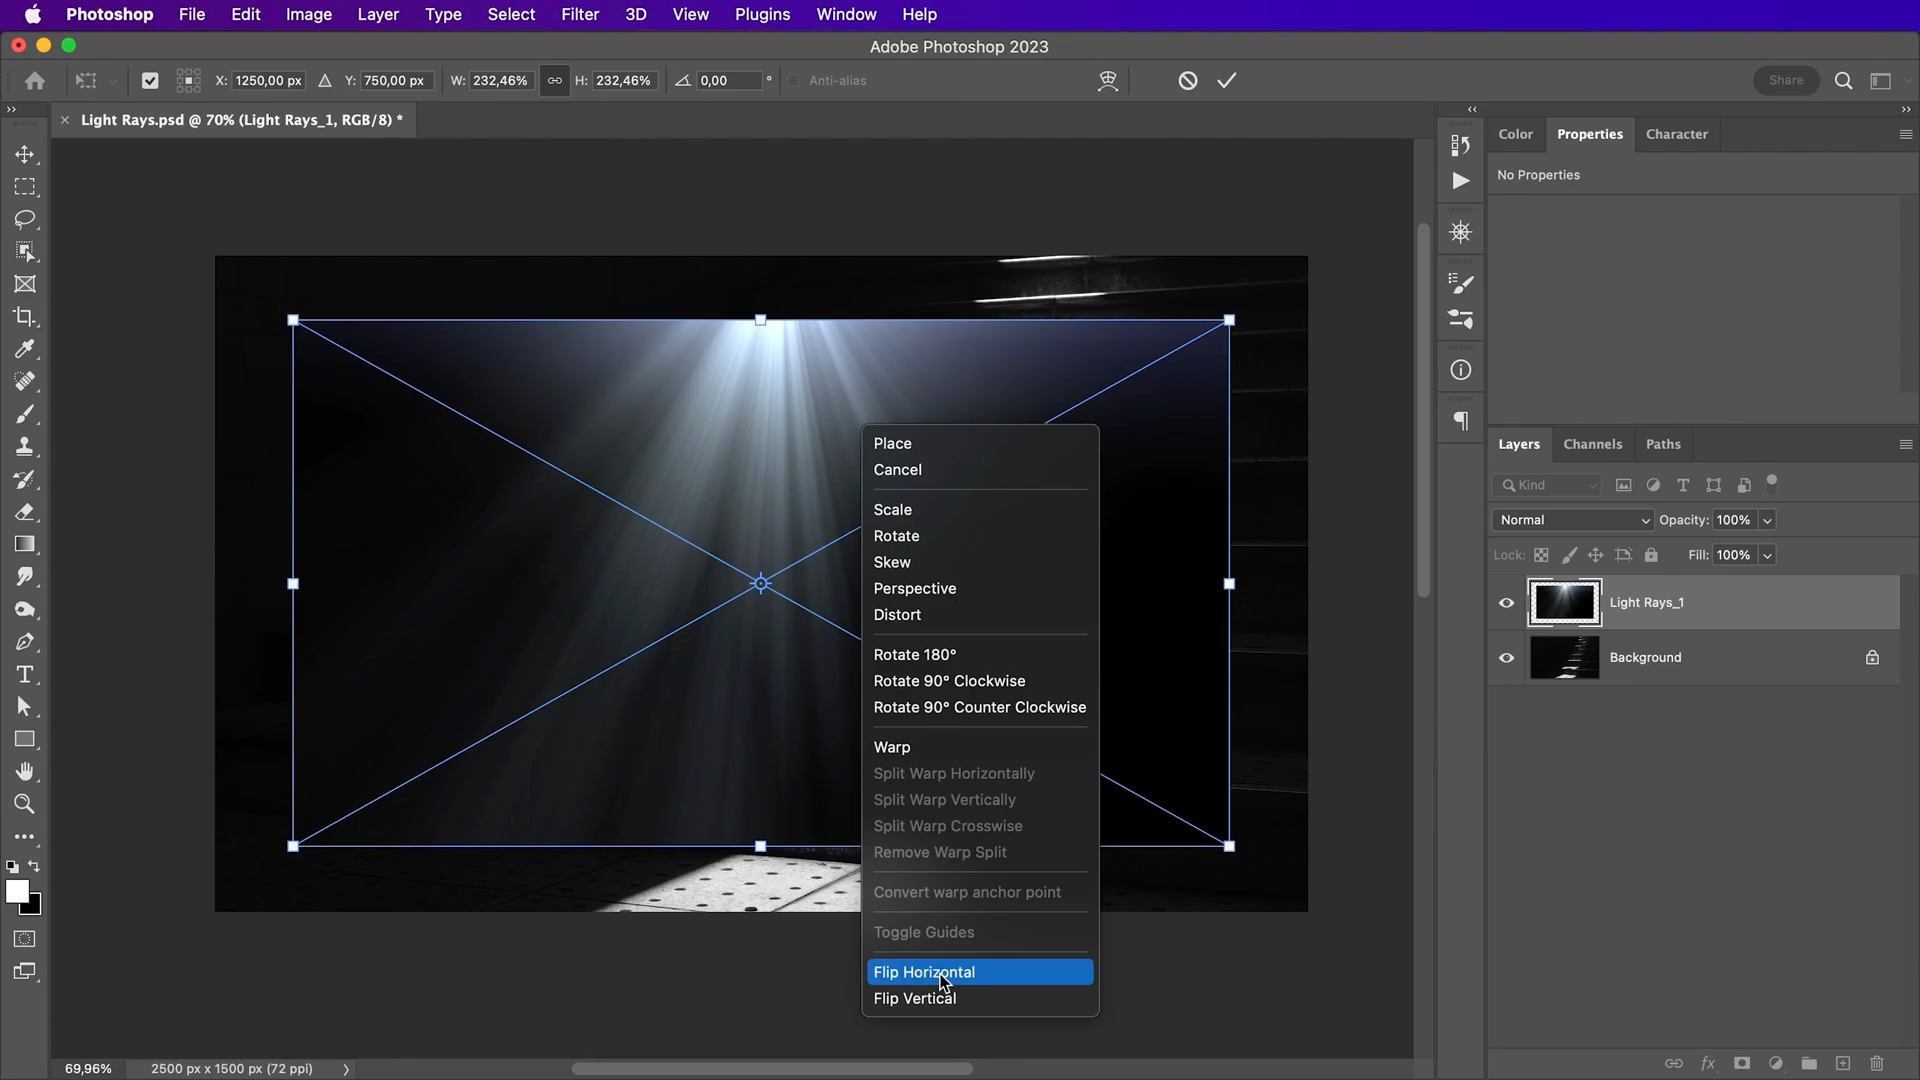 Photoshop File Edit Image Layer Type Select Filter 3D View Plugins Window Help
Adobe Photoshop 2023
X: 1250,00 px Y: 750,00 px W: 232,46% H: 232,46% 0,00 ° Anti-alias Share
Light Rays.psd @ 70% (Light Rays_1, RGB/8) *
Color Properties Character
No Properties
Place
Cancel
Scale
Rotate
Skew
Perspective
Distort
Rotate 180°
Rotate 90° Clockwise
Rotate 90° Counter Clockwise
Warp
Split Warp Horizontally
Split Warp Vertically
Split Warp Crosswise
Remove Warp Split
Convert warp anchor point
Toggle Guides
Flip Horizontal
Flip Vertical
Layers Channels Paths
Kind
Normal Opacity: 100%
Lock: Fill: 100%
Light Rays_1
Background
fx
69,96% 2500 px x 1500 px (72 ppi)